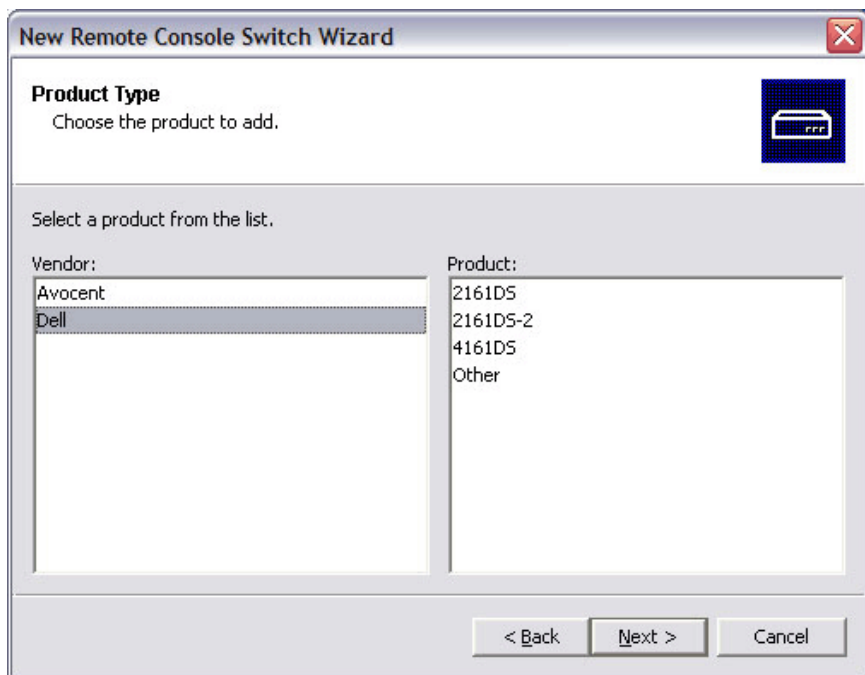 New Remote Console Switch Wizard
Product Type
Choose the product to add.
Select a product from the list.
Vendor:
Avocent
Dell
Product:
2161DS
2161DS-2
4161DS
Other
< Back
Next >
Cancel